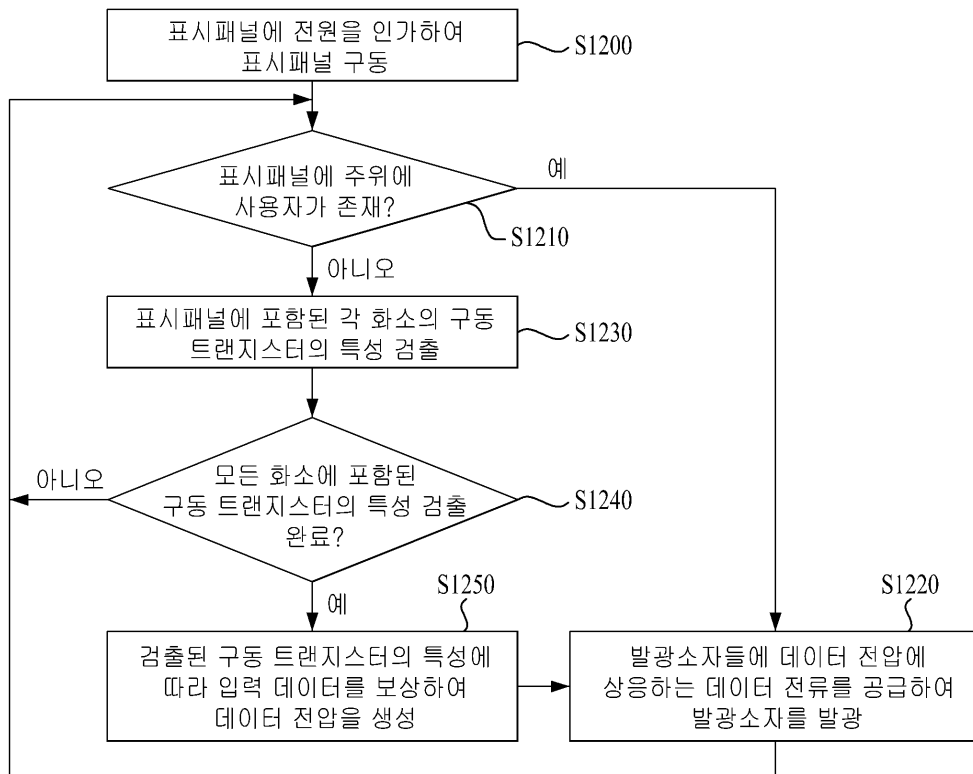 표시패널에 전원을 인가하여
표시패널 구동
S1200
표시패널에 주위에
사용자가 존재?
예
S1210
아니오
표시패널에 포함된 각 화소의 구동
트랜지스터의 특성 검출
S1230
모든 화소에 포함된
구동 트랜지스터의 특성 검출
완료?
아니오
S1240
예
S1250
검출된 구동 트랜지스터의 특성에
따라 입력 데이터를 보상하여
데이터 전압을 생성
S1220
발광소자들에 데이터 전압에
상응하는 데이터 전류를 공급하여
발광소자를 발광